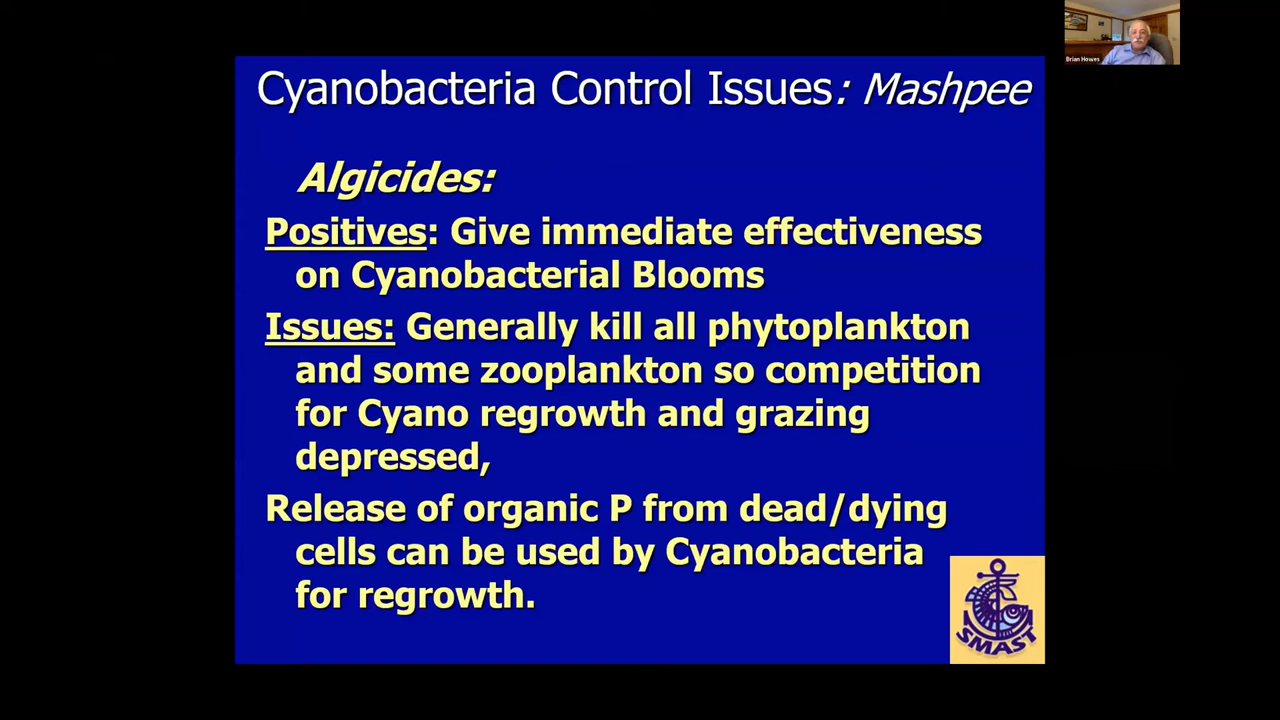 Brian Howes
Cyanobacteria Control Issues: Mashpee
Algicides:
Positives: Give immediate effectiveness
on Cyanobacterial Blooms
Issues: Generally kill all phytoplankton
and some zooplankton so competition
for Cyano regrowth and grazing
depressed,
Release of organic P from dead/dying
cells can be used by Cyanobacteria
for regrowth.
SMAST